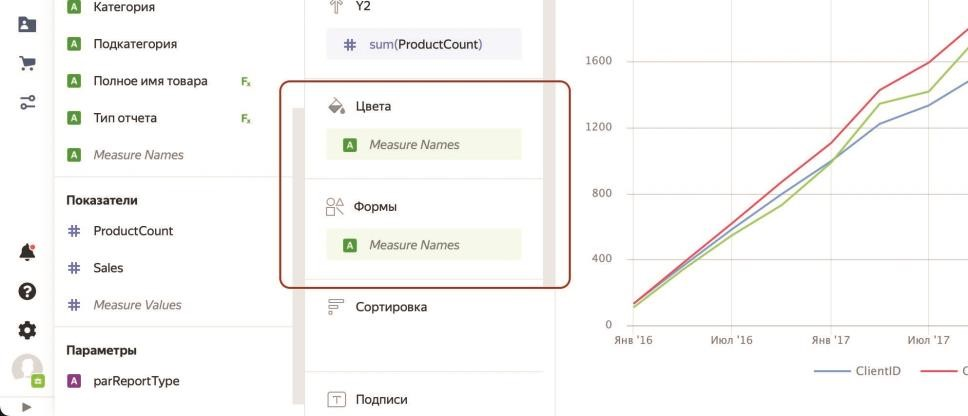 Категория
Подкатегория
Полное имя товара
Fx
Тип отчета
Fx
Measure Names
Показатели
ProductCount
Sales
Measure Values
Параметры
parReportType
Y2
sum(ProductCount)
Цвета
Measure Names
Формы
Measure Names
Сортировка
Подписи
1600
1200
800
400
0
Янв '16
Июл '16
Янв '17
Июл '17
ClientID